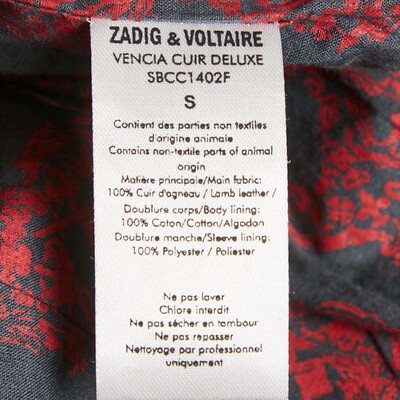 ZADIG & VOLTAIRE
VENCIA CUIR DELUXE
SBCC1402F
S
Contient des parties non textiles
d'origine animale
Contains non-textile parts of animal
origin
Matière principale/Main fabric:
100% Cuir d'agneau / Lamb leather /
Doublure corps/Body lining:
100% Coton/Cotton/Algodon
Doublure manche/Sleeve lining:
100% Polyester / Poliester
Ne pas laver
Chlore interdit
Ne pas sécher en tambour
Ne pas repasser
Nettoyage par professionnel
uniquement